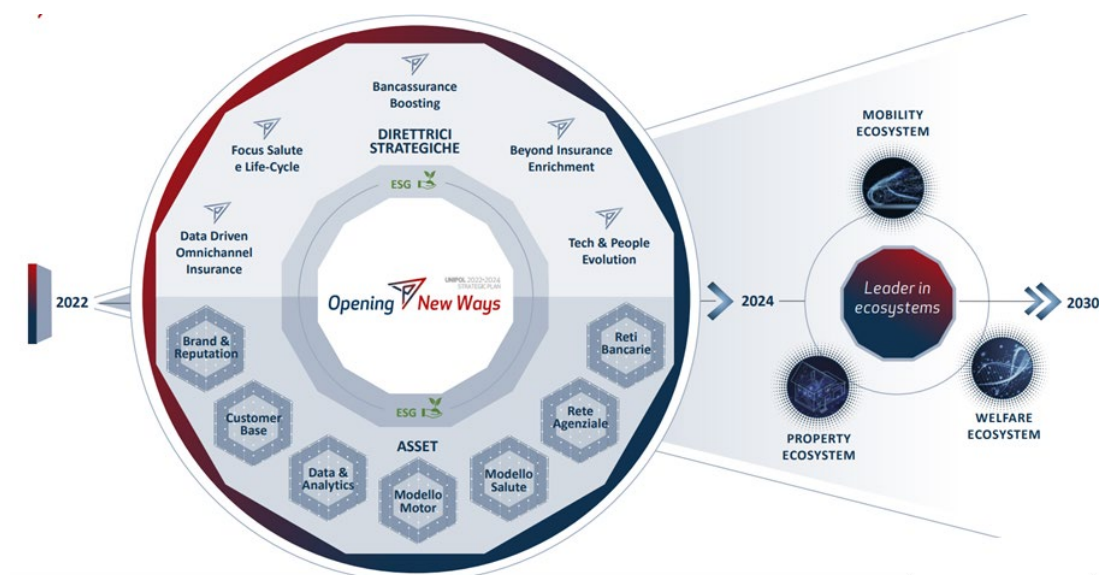 2022
Bancassurance
Boosting
Focus Salute
e Life-Cycle
DIRETTRICI
STRATEGICHE
Beyond Insurance
Enrichment
Data Driven
Omnichannel
Insurance
Tech & People
Evolution
ESG
UNIPOL 2022-2024
STRATEGIC PLAN
Opening New Ways
ESG
ASSET
Brand &
Reputation
Customer
Base
Data &
Analytics
Modello
Motor
Modello
Salute
Rete
Agenziale
Reti
Bancarie
2024
MOBILITY
ECOSYSTEM
Leader in
ecosystems
PROPERTY
ECOSYSTEM
WELFARE
ECOSYSTEM
2030